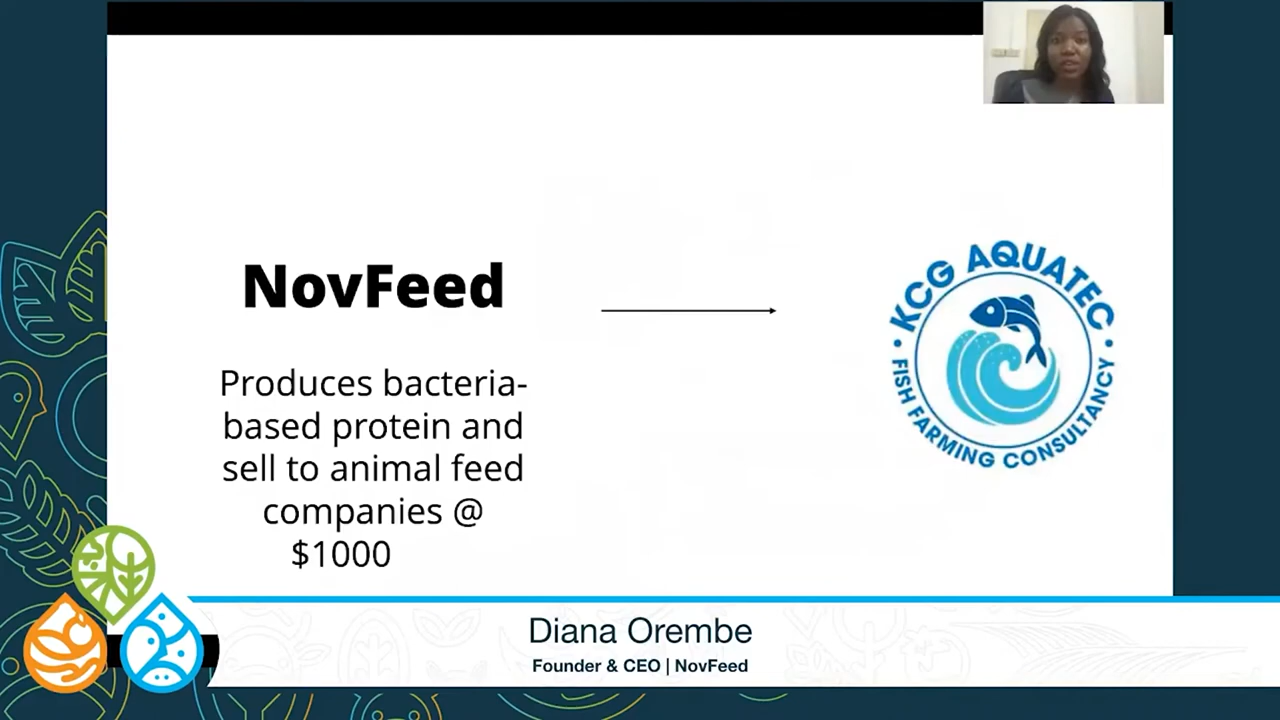 NovFeed
Produces bacteria-
based protein and
sell to animal feed
companies @
$1000
KCG AQUATEC
FISH FARMING CONSULTANCY
Diana Orembe
Founder & CEO | NovFeed